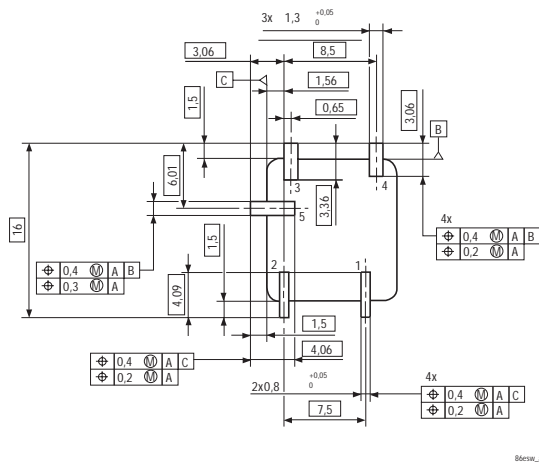 3x 1,3 +0,05
0
3,06
8,5
C
1,56
1,5
0,65
3,06
B
6,01
3
4
3,36
16
5
4x
⌖ 0,4 Ⓜ A B
⌖ 0,2 Ⓜ A
1,5
2
1
⌖ 0,4 Ⓜ A B
⌖ 0,3 Ⓜ A
4,09
1,5
4,06
⌖ 0,4 Ⓜ A C
⌖ 0,2 Ⓜ A
2x0,8 +0,05
0
4x
⌖ 0,4 Ⓜ A C
⌖ 0,2 Ⓜ A
7,5
86esw_